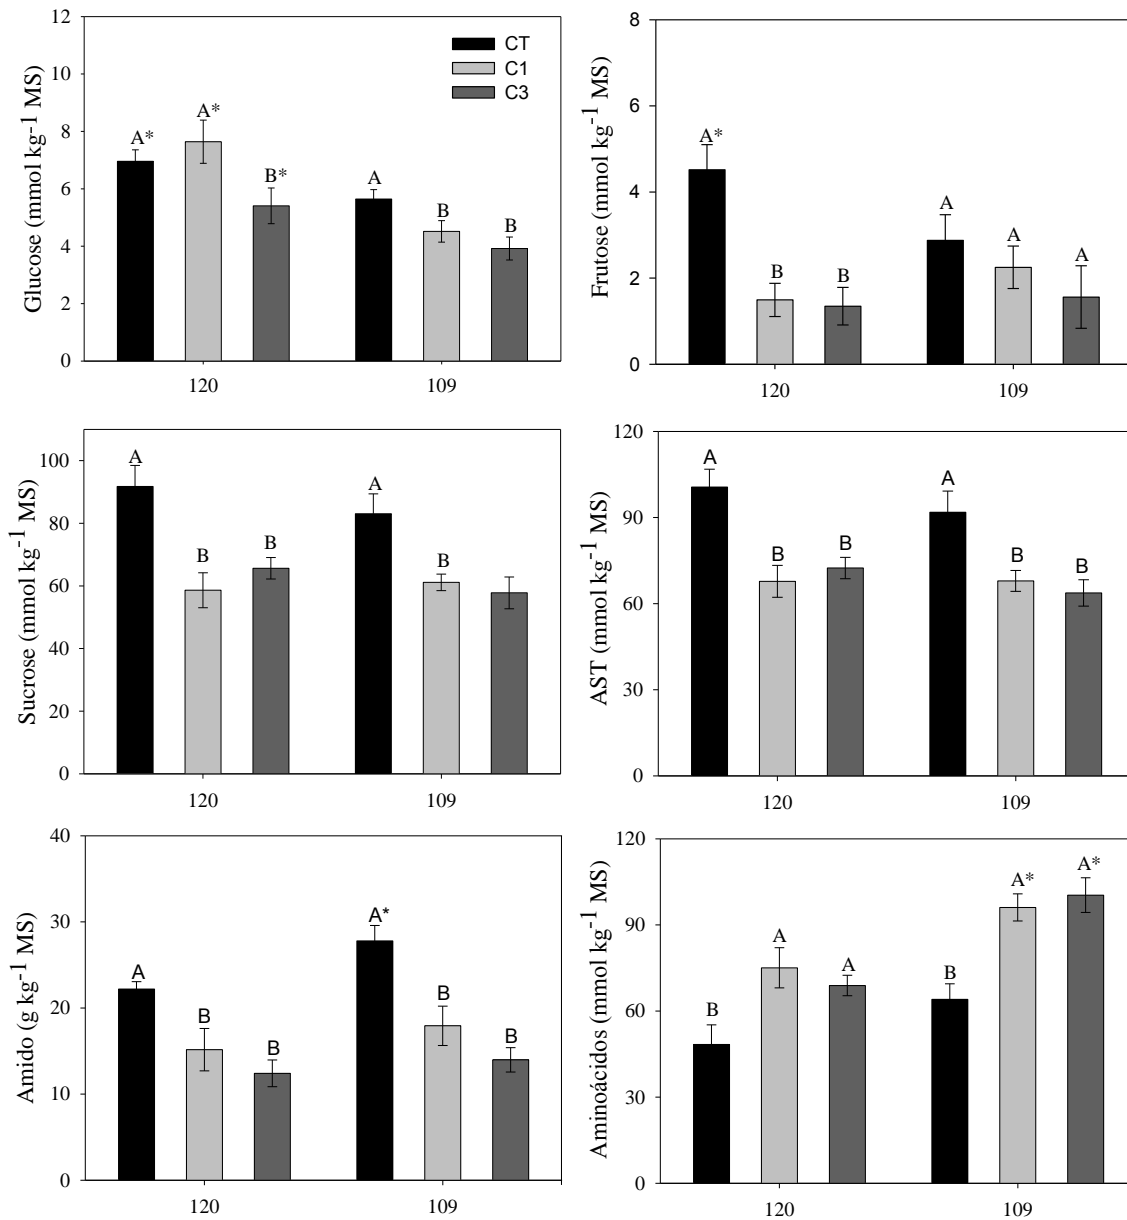 Glucose (mmol kg-1 MS)
12
10
8
6
4
2
0
CT
C1
C3
A*
A*
B*
A
B
B
120
109
Frutose (mmol kg-1 MS)
8
6
4
2
0
A*
B
B
A
A
A
120
109
Sucrose (mmol kg-1 MS)
100
80
60
40
20
0
A
B
B
A
B
120
109
AST (mmol kg-1 MS)
120
90
60
30
0
A
B
B
A
B
B
120
109
Amido (g kg-1 MS)
40
30
20
10
0
A
B
B
A*
B
B
120
109
Aminoácidos (mmol kg-1 MS)
120
90
60
30
0
B
A
A
B
A*
A*
120
109